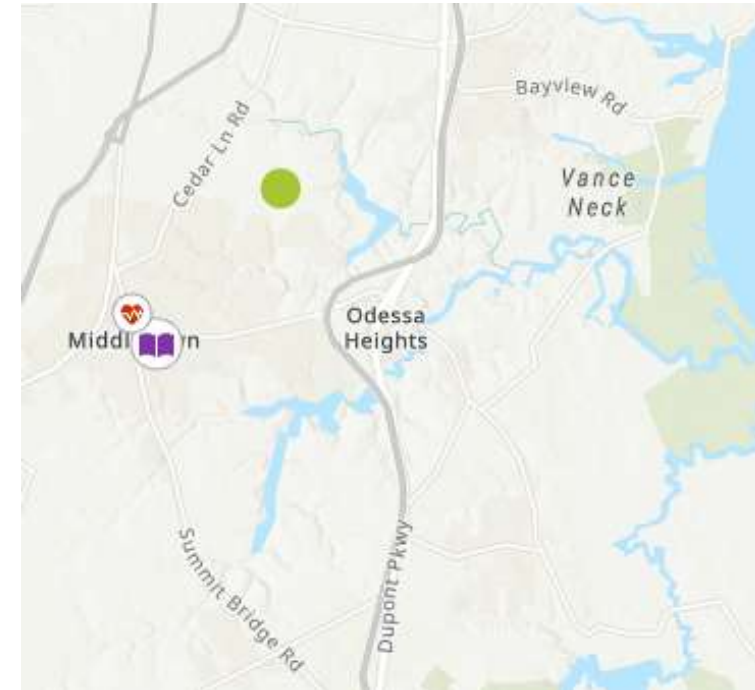 Bayview Rd
Cedar Ln Rd
Vance
Neck
Odessa
Heights
Dupont Pkwy
Summit Bridge Rd